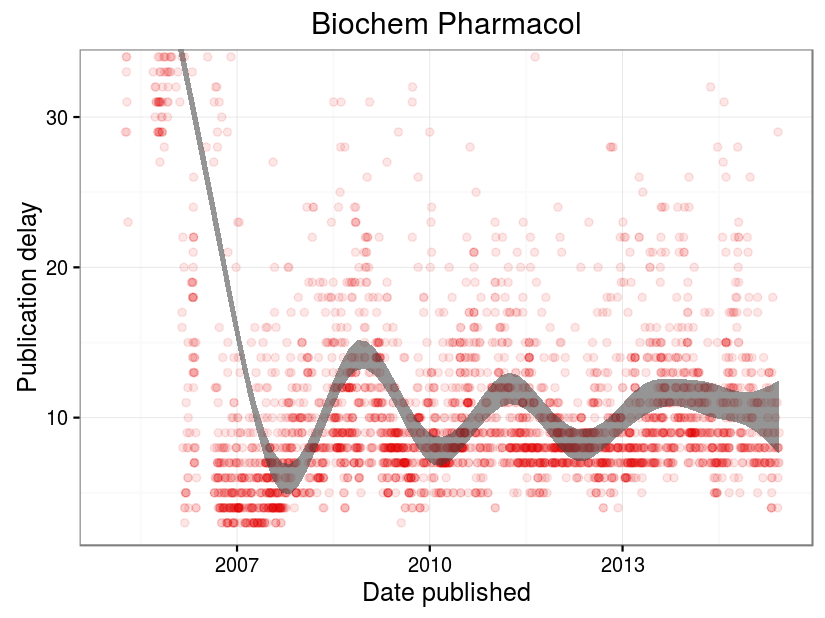 Biochem Pharmacol
Publication delay
30
20
10
2007 2010 2013
Date published